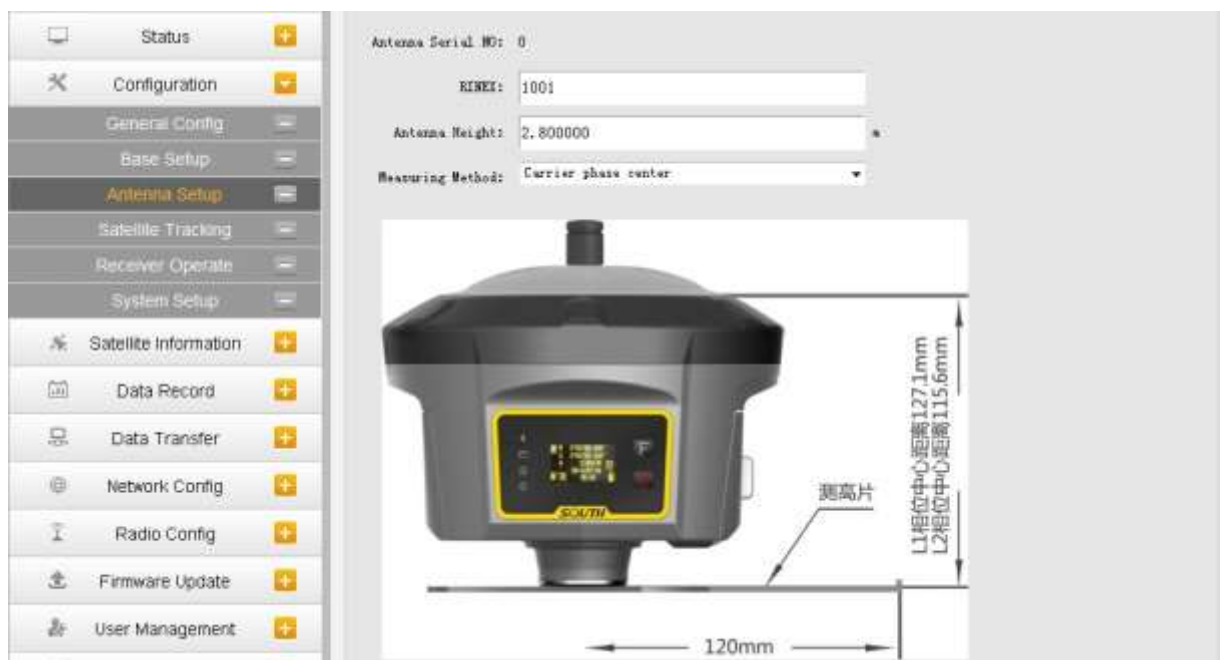 Status
Configuration
General Config
Base Setup
Antenna Setup
Satellite Tracking
Receiver Operate
System Setup
Satellite Information
Data Record
Data Transfer
Network Config
Radio Config
Firmware Update
User Management
Antenna Serial NO: 0
RINEX: 1001
Antenna Height: 2.800000 m
Measuring Method: Carrier phase center
SOUTH
测高片
L1相位中心距离127.1mm
L2相位中心距离115.6mm
120mm